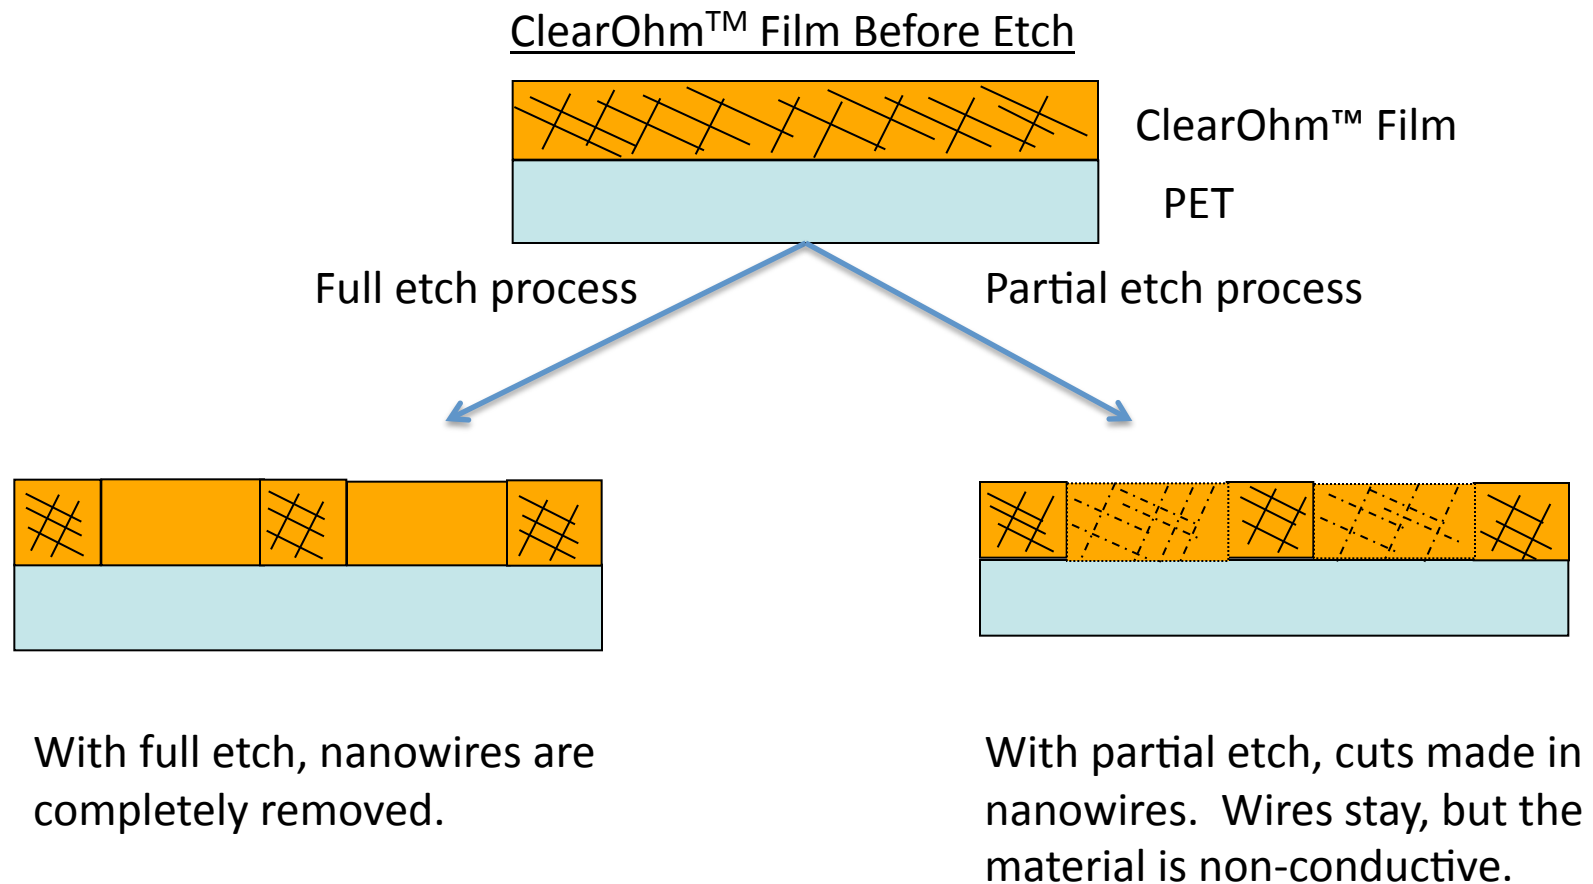 ClearOhm™ Film Before Etch
ClearOhm™ Film
PET
Full etch process
Partial etch process
With full etch, nanowires are
completely removed.
With partial etch, cuts made in
nanowires.  Wires stay, but the
material is non-conductive.